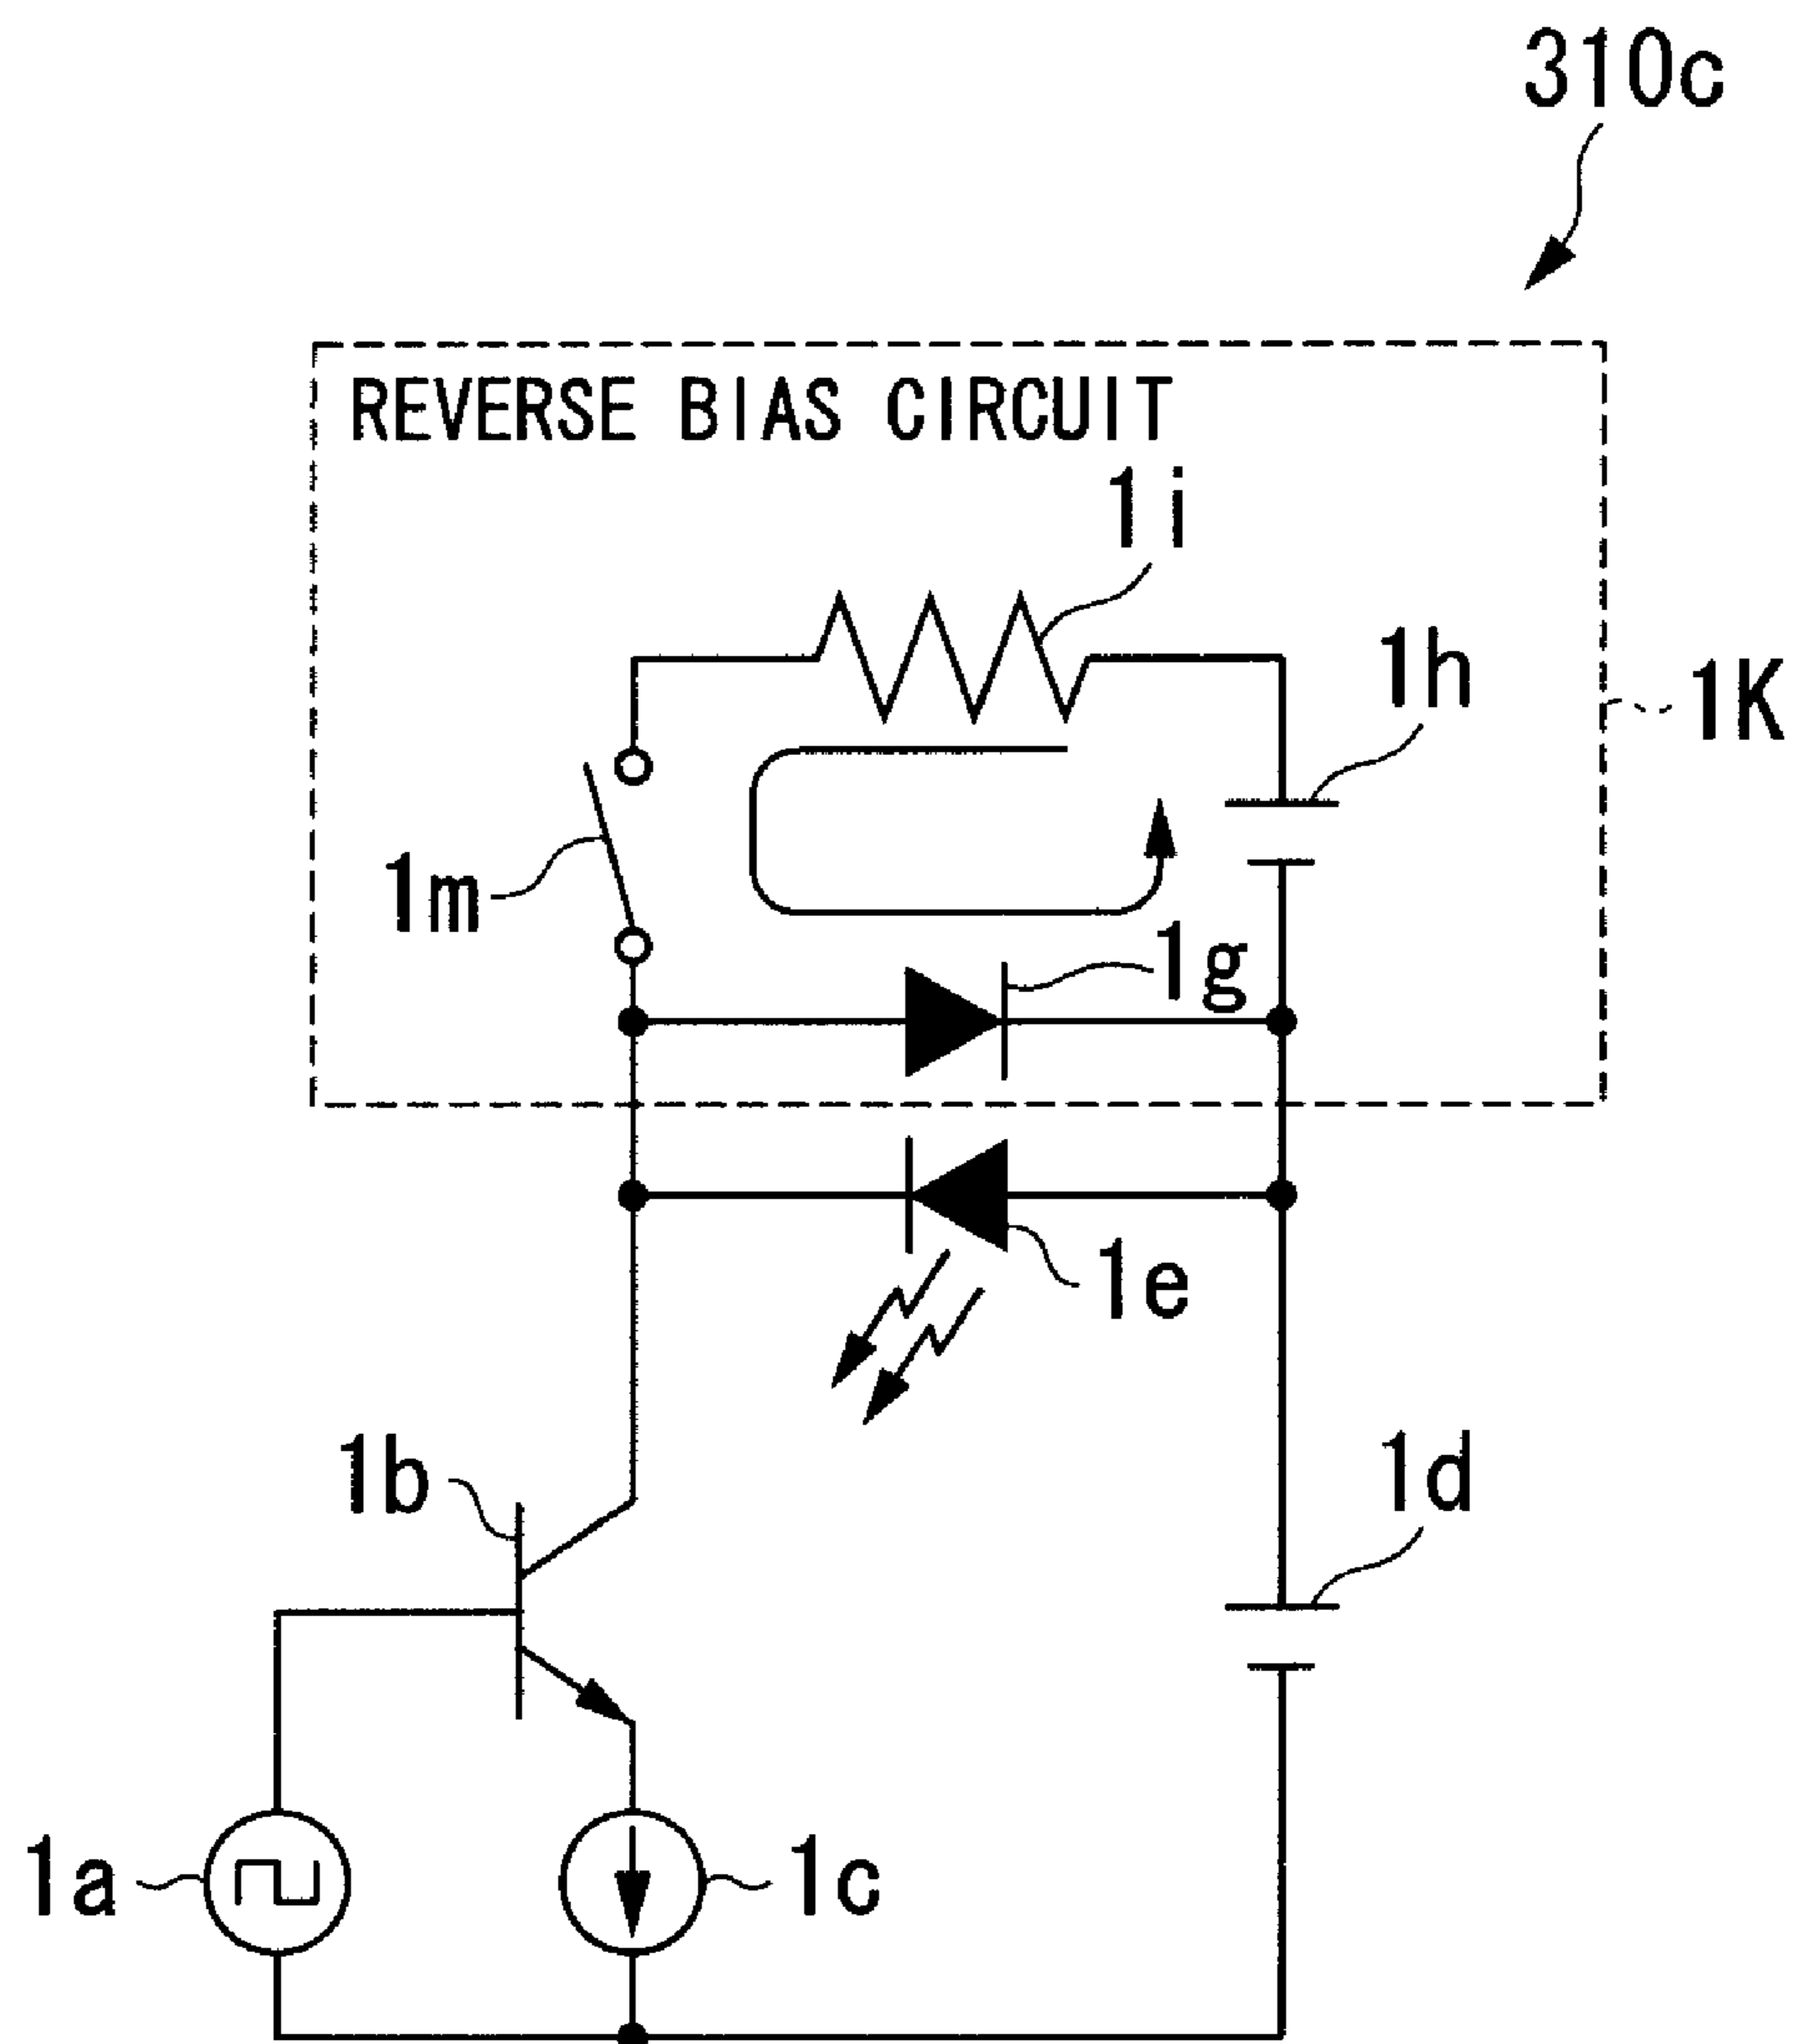 310c
REVERSE BIAS CIRCUIT
1i
1h
1K
1m
1g
1e
1b
1d
1a
1c